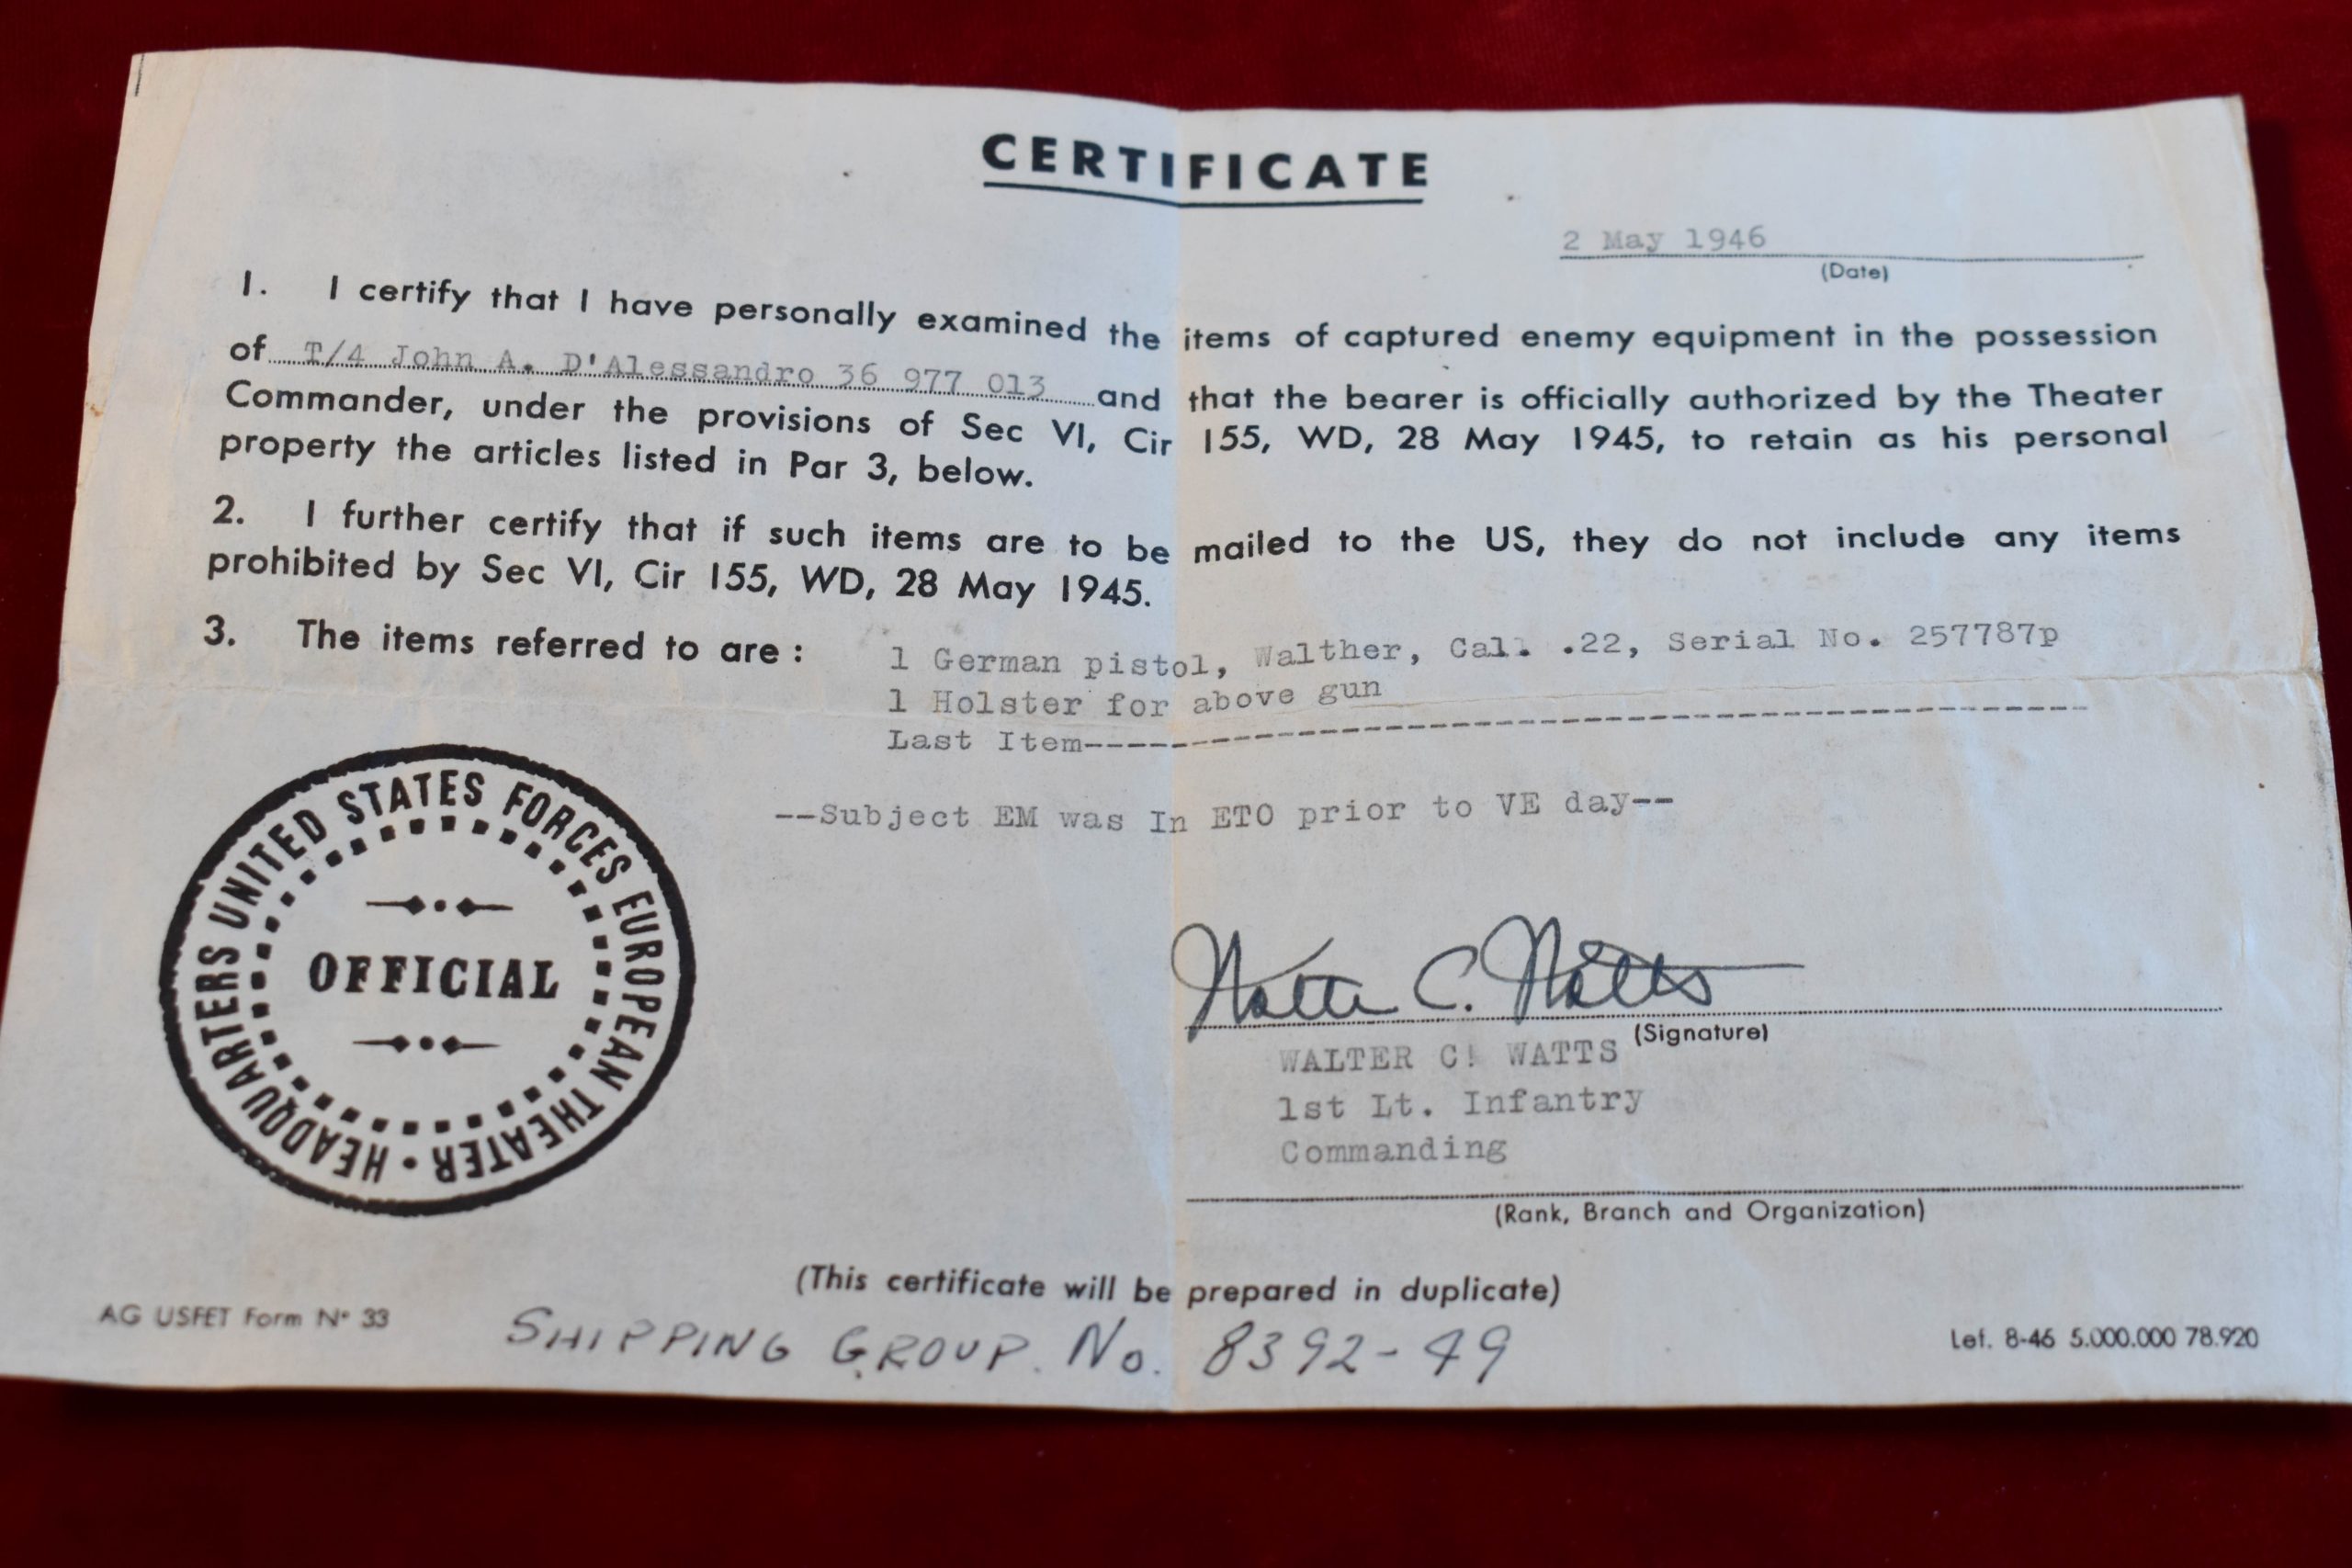 CERTIFICATE
2 May 1946
(Date)
1. I certify that I have personally examined the items of captured enemy equipment in the possession
of T/4 John A. D'Alessandro 36 977 013 and that the bearer is officially authorized by the Theater
Commander, under the provisions of Sec VI, Cir 155, WD, 28 May 1945, to retain as his personal
property the articles listed in Par 3, below.
2. I further certify that if such items are to be mailed to the US, they do not include any items
prohibited by Sec VI, Cir 155, WD, 28 May 1945.
3. The items referred to are : 1 German pistol, Walther, Cal. .22, Serial No. 257787p
1 Holster for above gun
Last Item--------------------------------------------------
--Subject EM was In ETO prior to VE day--
HEADQUARTERS UNITED STATES FORCES EUROPEAN THEATER •
OFFICIAL
Walter C. Watts
(Signature)
WALTER C! WATTS
1st Lt. Infantry
Commanding
(Rank, Branch and Organization)
(This certificate will be prepared in duplicate)
AG USFET Form Nº 33
SHIPPING GROUP. No. 8392-49
Lef. 8-46 5.000.000 78.920